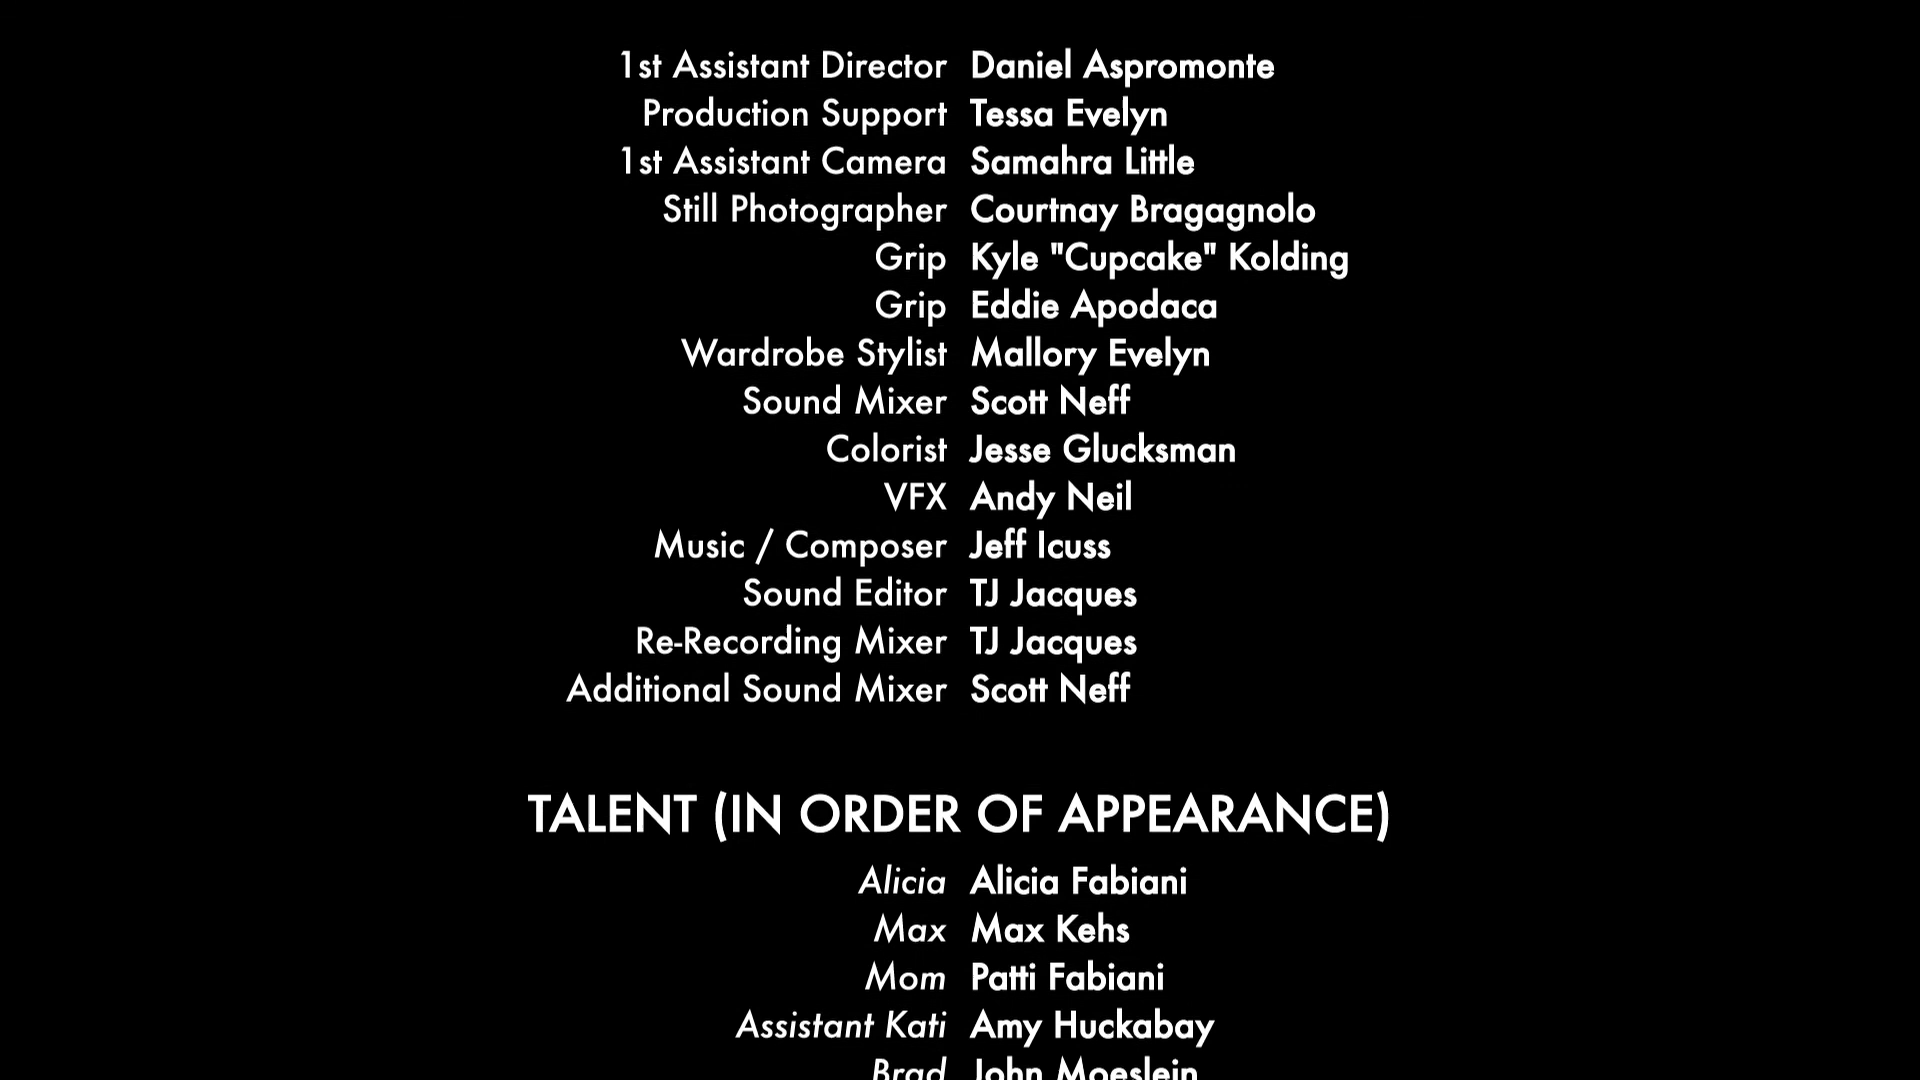 1st Assistant Director Daniel Aspromonte
Production Support Tessa Evelyn
1st Assistant Camera Samahra Little
Still Photographer Courtnay Bragagnolo
Grip Kyle "Cupcake" Kolding
Grip Eddie Apodaca
Wardrobe Stylist Mallory Evelyn
Sound Mixer Scott Neff
Colorist Jesse Glucksman
VFX Andy Neil
Music / Composer Jeff Icuss
Sound Editor TJ Jacques
Re-Recording Mixer TJ Jacques
Additional Sound Mixer Scott Neff
TALENT (IN ORDER OF APPEARANCE)
Alicia Alicia Fabiani
Max Max Kehs
Mom Patti Fabiani
Assistant Kati Amy Huckabay
Brad John Moeslein